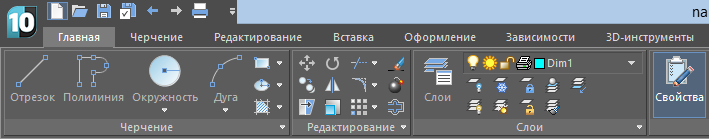 10
na
Главная Черчение Редактирование Вставка Оформление Зависимости 3D-инструменты
Dim1
Отрезок Полилиния Окружность Дуга Слои Свойства
Черчение Редактирование Слои